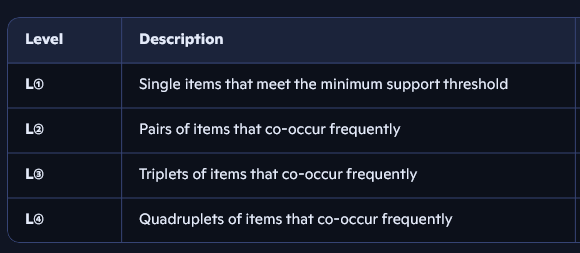 Level Description
L① Single items that meet the minimum support threshold
L② Pairs of items that co-occur frequently
L③ Triplets of items that co-occur frequently
L④ Quadruplets of items that co-occur frequently